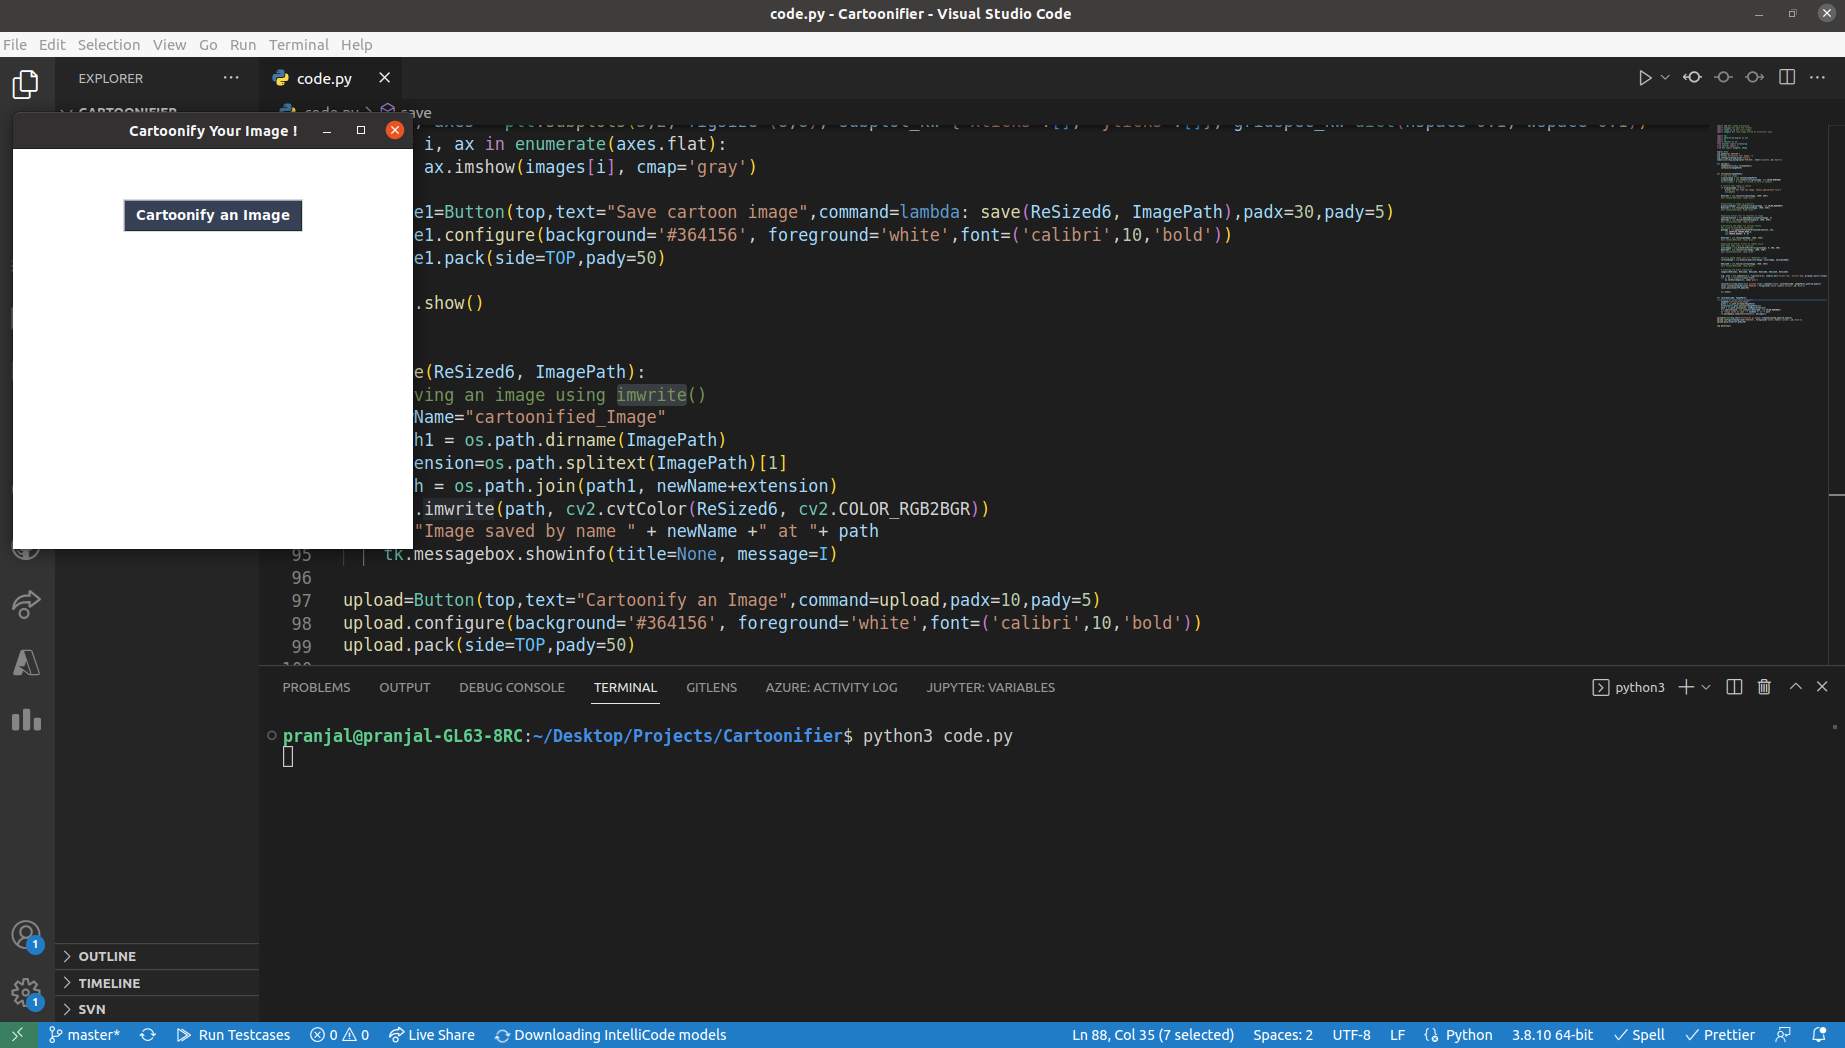 code.py - Cartoonifier - Visual Studio Code
File Edit Selection View Go Run Terminal Help
EXPLORER
code.py
CARTOONIFIER
code.py > save
Cartoonify Your Image !
Cartoonify an Image
i, ax in enumerate(axes.flat):
ax.imshow(images[i], cmap='gray')
e1=Button(top,text="Save cartoon image",command=lambda: save(ReSized6, ImagePath),padx=30,pady=5)
e1.configure(background='#364156', foreground='white',font=('calibri',10,'bold'))
e1.pack(side=TOP,pady=50)
.show()
e(ReSized6, ImagePath):
ving an image using imwrite()
Name="cartoonified_Image"
h1 = os.path.dirname(ImagePath)
ension=os.path.splitext(ImagePath)[1]
h = os.path.join(path1, newName+extension)
.imwrite(path, cv2.cvtColor(ReSized6, cv2.COLOR_RGB2BGR))
"Image saved by name " + newName +" at "+ path
95 tk.messagebox.showinfo(title=None, message=I)
96
97 upload=Button(top,text="Cartoonify an Image",command=upload,padx=10,pady=5)
98 upload.configure(background='#364156', foreground='white',font=('calibri',10,'bold'))
99 upload.pack(side=TOP,pady=50)
PROBLEMS OUTPUT DEBUG CONSOLE TERMINAL GITLENS AZURE: ACTIVITY LOG JUPYTER: VARIABLES
python3
pranjal@pranjal-GL63-8RC:~/Desktop/Projects/Cartoonifier$ python3 code.py
1
OUTLINE
TIMELINE
1
SVN
master* Run Testcases 0 0 Live Share Downloading IntelliCode models Ln 88, Col 35 (7 selected) Spaces: 2 UTF-8 LF Python 3.8.10 64-bit Spell Prettier